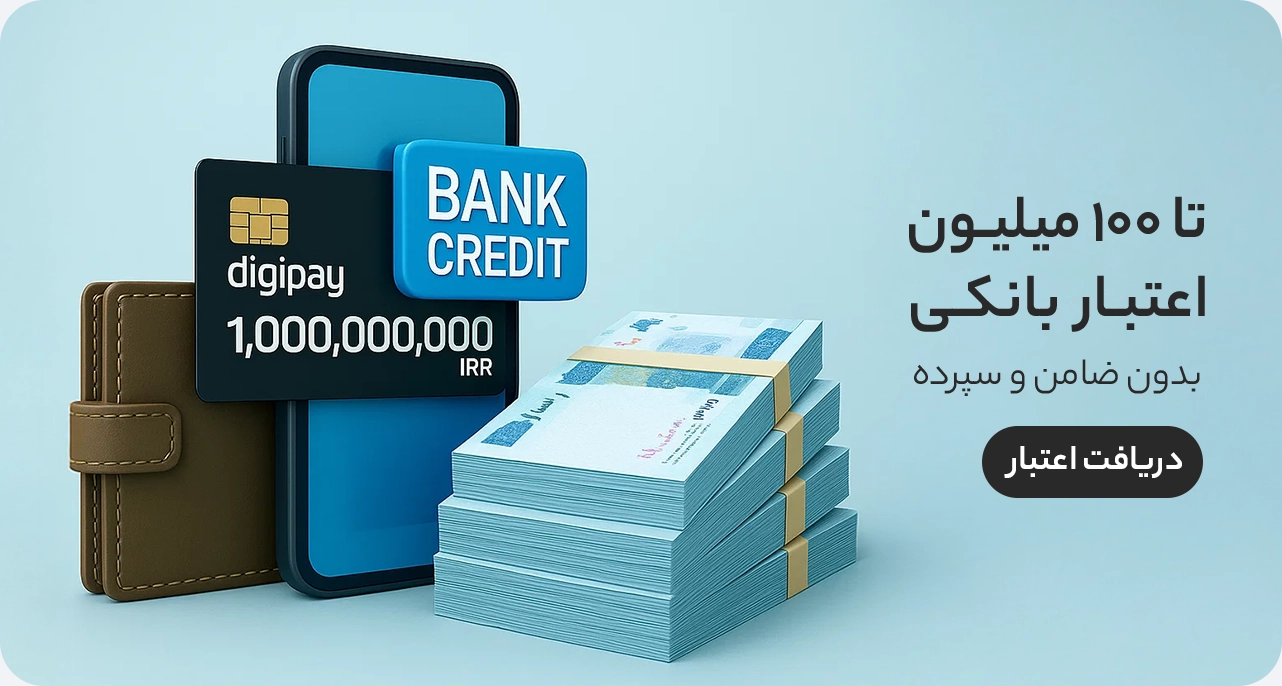 تا ۱۰۰ میلیون
اعتبار بانکی
بدون ضامن و سپرده
دریافت اعتبار
BANK
CREDIT
digipay
1,000,000,000
IRR